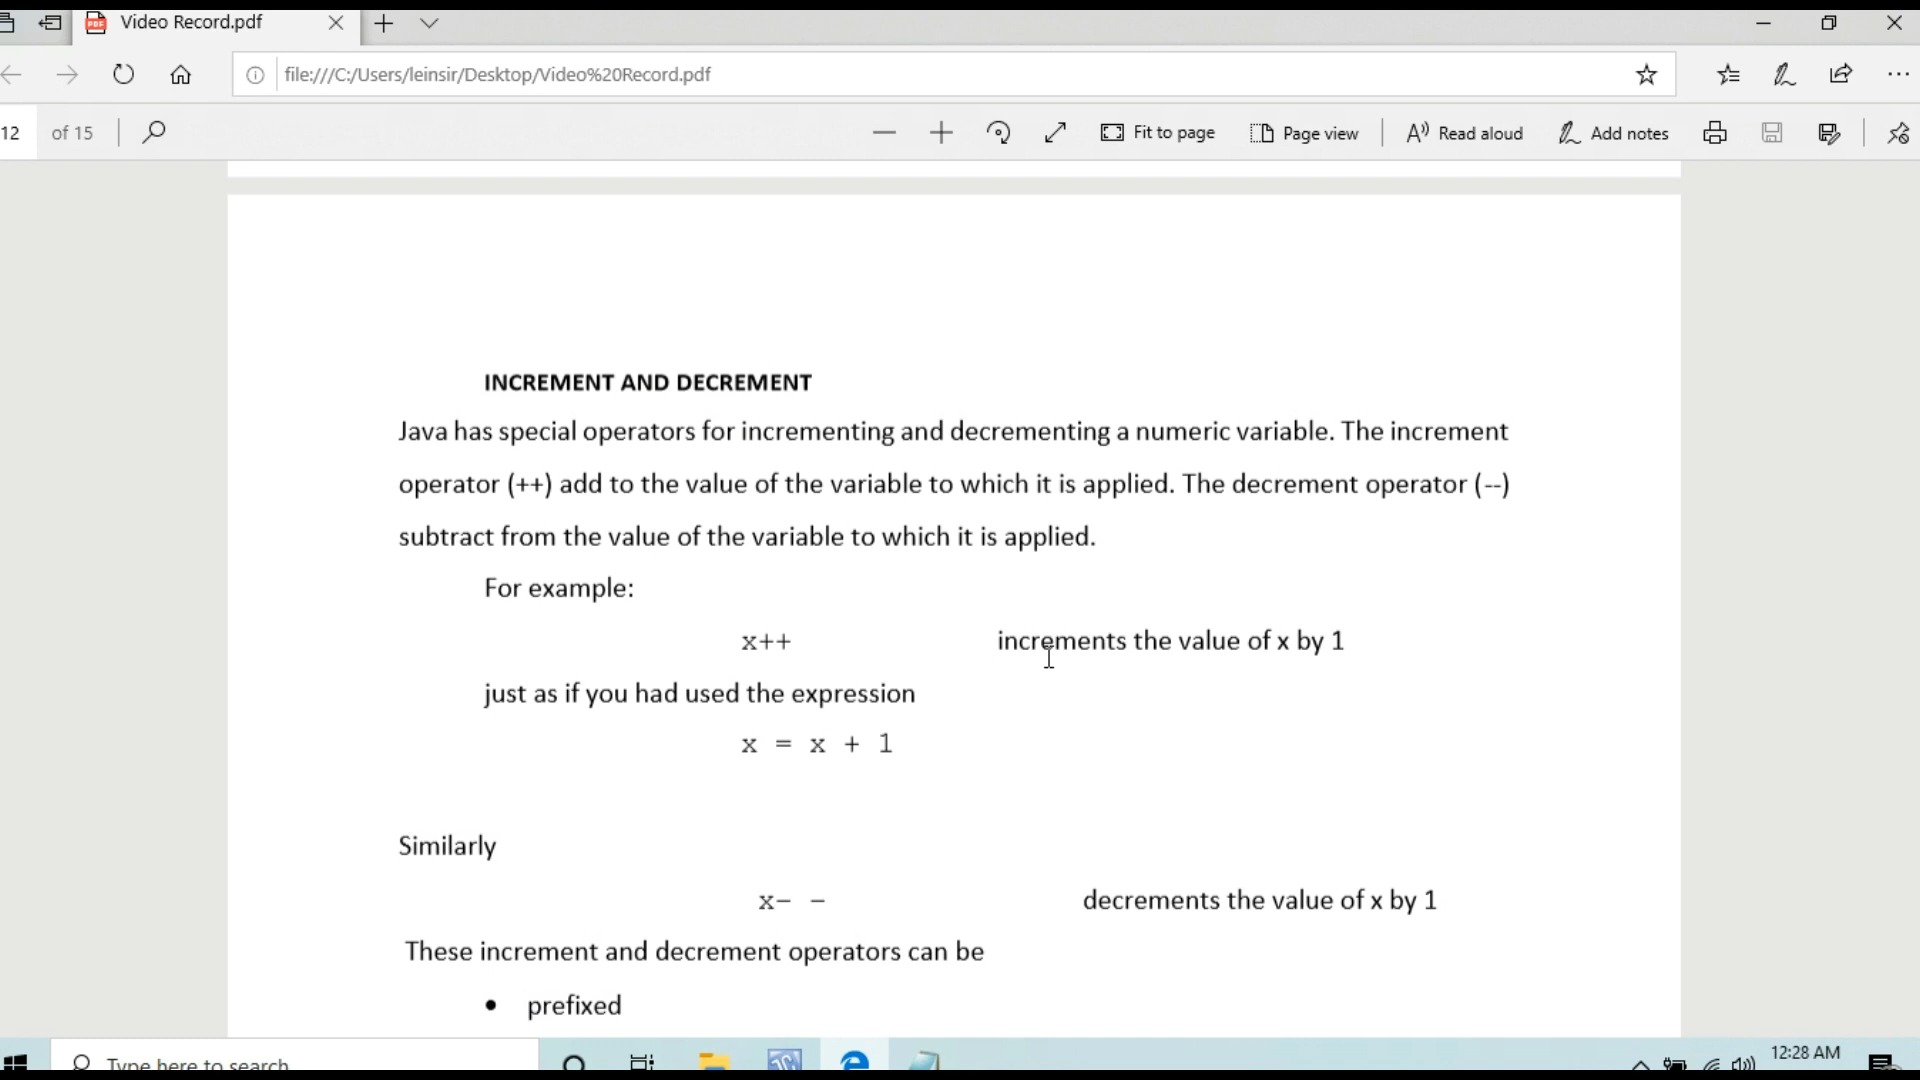 Video Record.pdf
file:///C:/Users/leinsir/Desktop/Video%20Record.pdf
12 of 15 Fit to page Page view Read aloud Add notes
INCREMENT AND DECREMENT
Java has special operators for incrementing and decrementing a numeric variable. The increment
operator (++) add to the value of the variable to which it is applied. The decrement operator (--)
subtract from the value of the variable to which it is applied.
For example:
x++ increments the value of x by 1
just as if you had used the expression
x = x + 1
Similarly
x- - decrements the value of x by 1
These increment and decrement operators can be
• prefixed
Type here to search
12:28 AM